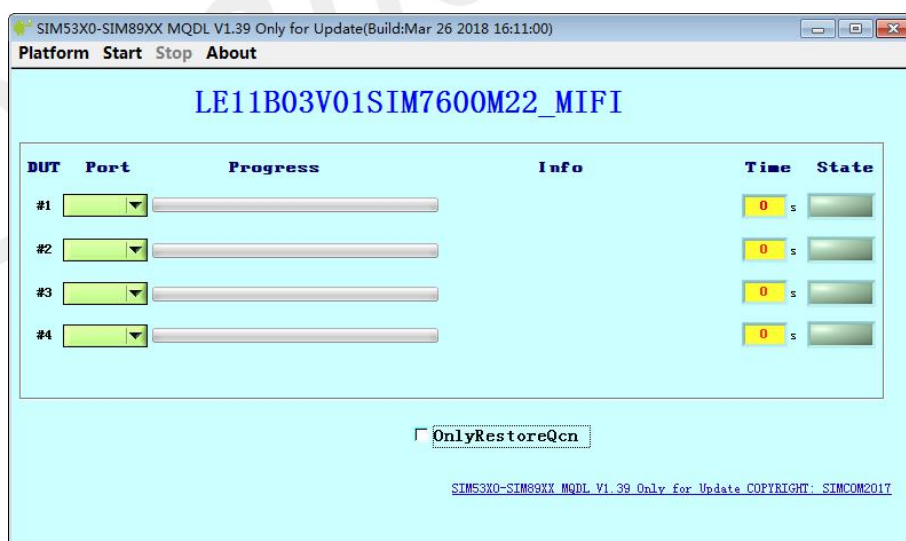 SIM53X0-SIM89XX MQDL V1.39 Only for Update(Build:Mar 26 2018 16:11:00)
Platform Start Stop About
LE11B03V01SIM7600M22_MIFI
DUT Port Progress Info Time State
#1 0 s
#2 0 s
#3 0 s
#4 0 s
OnlyRestoreQcn
SIM53X0-SIM89XX MQDL V1.39 Only for Update COPYRIGHT: SIMCOM2017